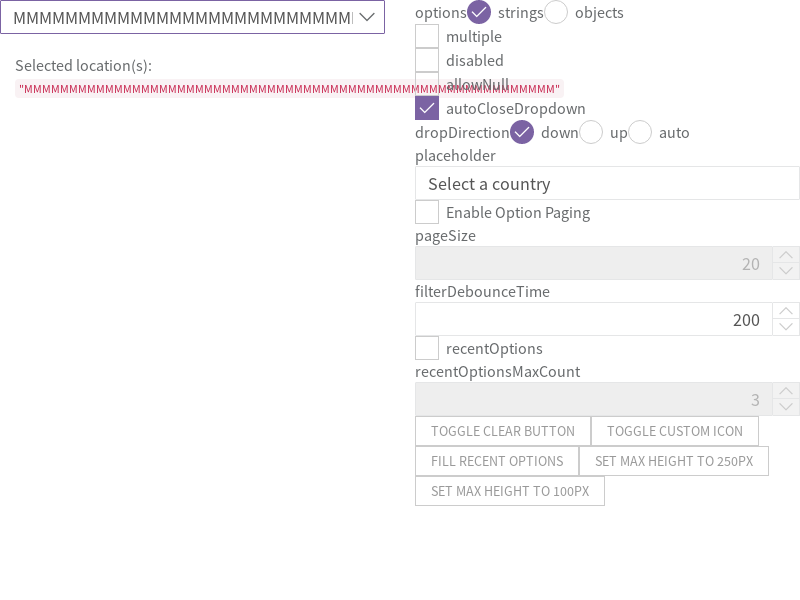 MMMMMMMMMMMMMMMMMMMMMMMMMM
Selected location(s):
"MMMMMMMMMMMMMMMMMMMMMMMMMMMMMMMMMMMMMMMMMMMMMMMMMMMMMMMMMMM"
options strings objects
multiple
disabled
allowNull
autoCloseDropdown
dropDirection down up auto
placeholder
Select a country
Enable Option Paging
pageSize
20
filterDebounceTime
200
recentOptions
recentOptionsMaxCount
3
TOGGLE CLEAR BUTTON TOGGLE CUSTOM ICON
FILL RECENT OPTIONS SET MAX HEIGHT TO 250PX
SET MAX HEIGHT TO 100PX